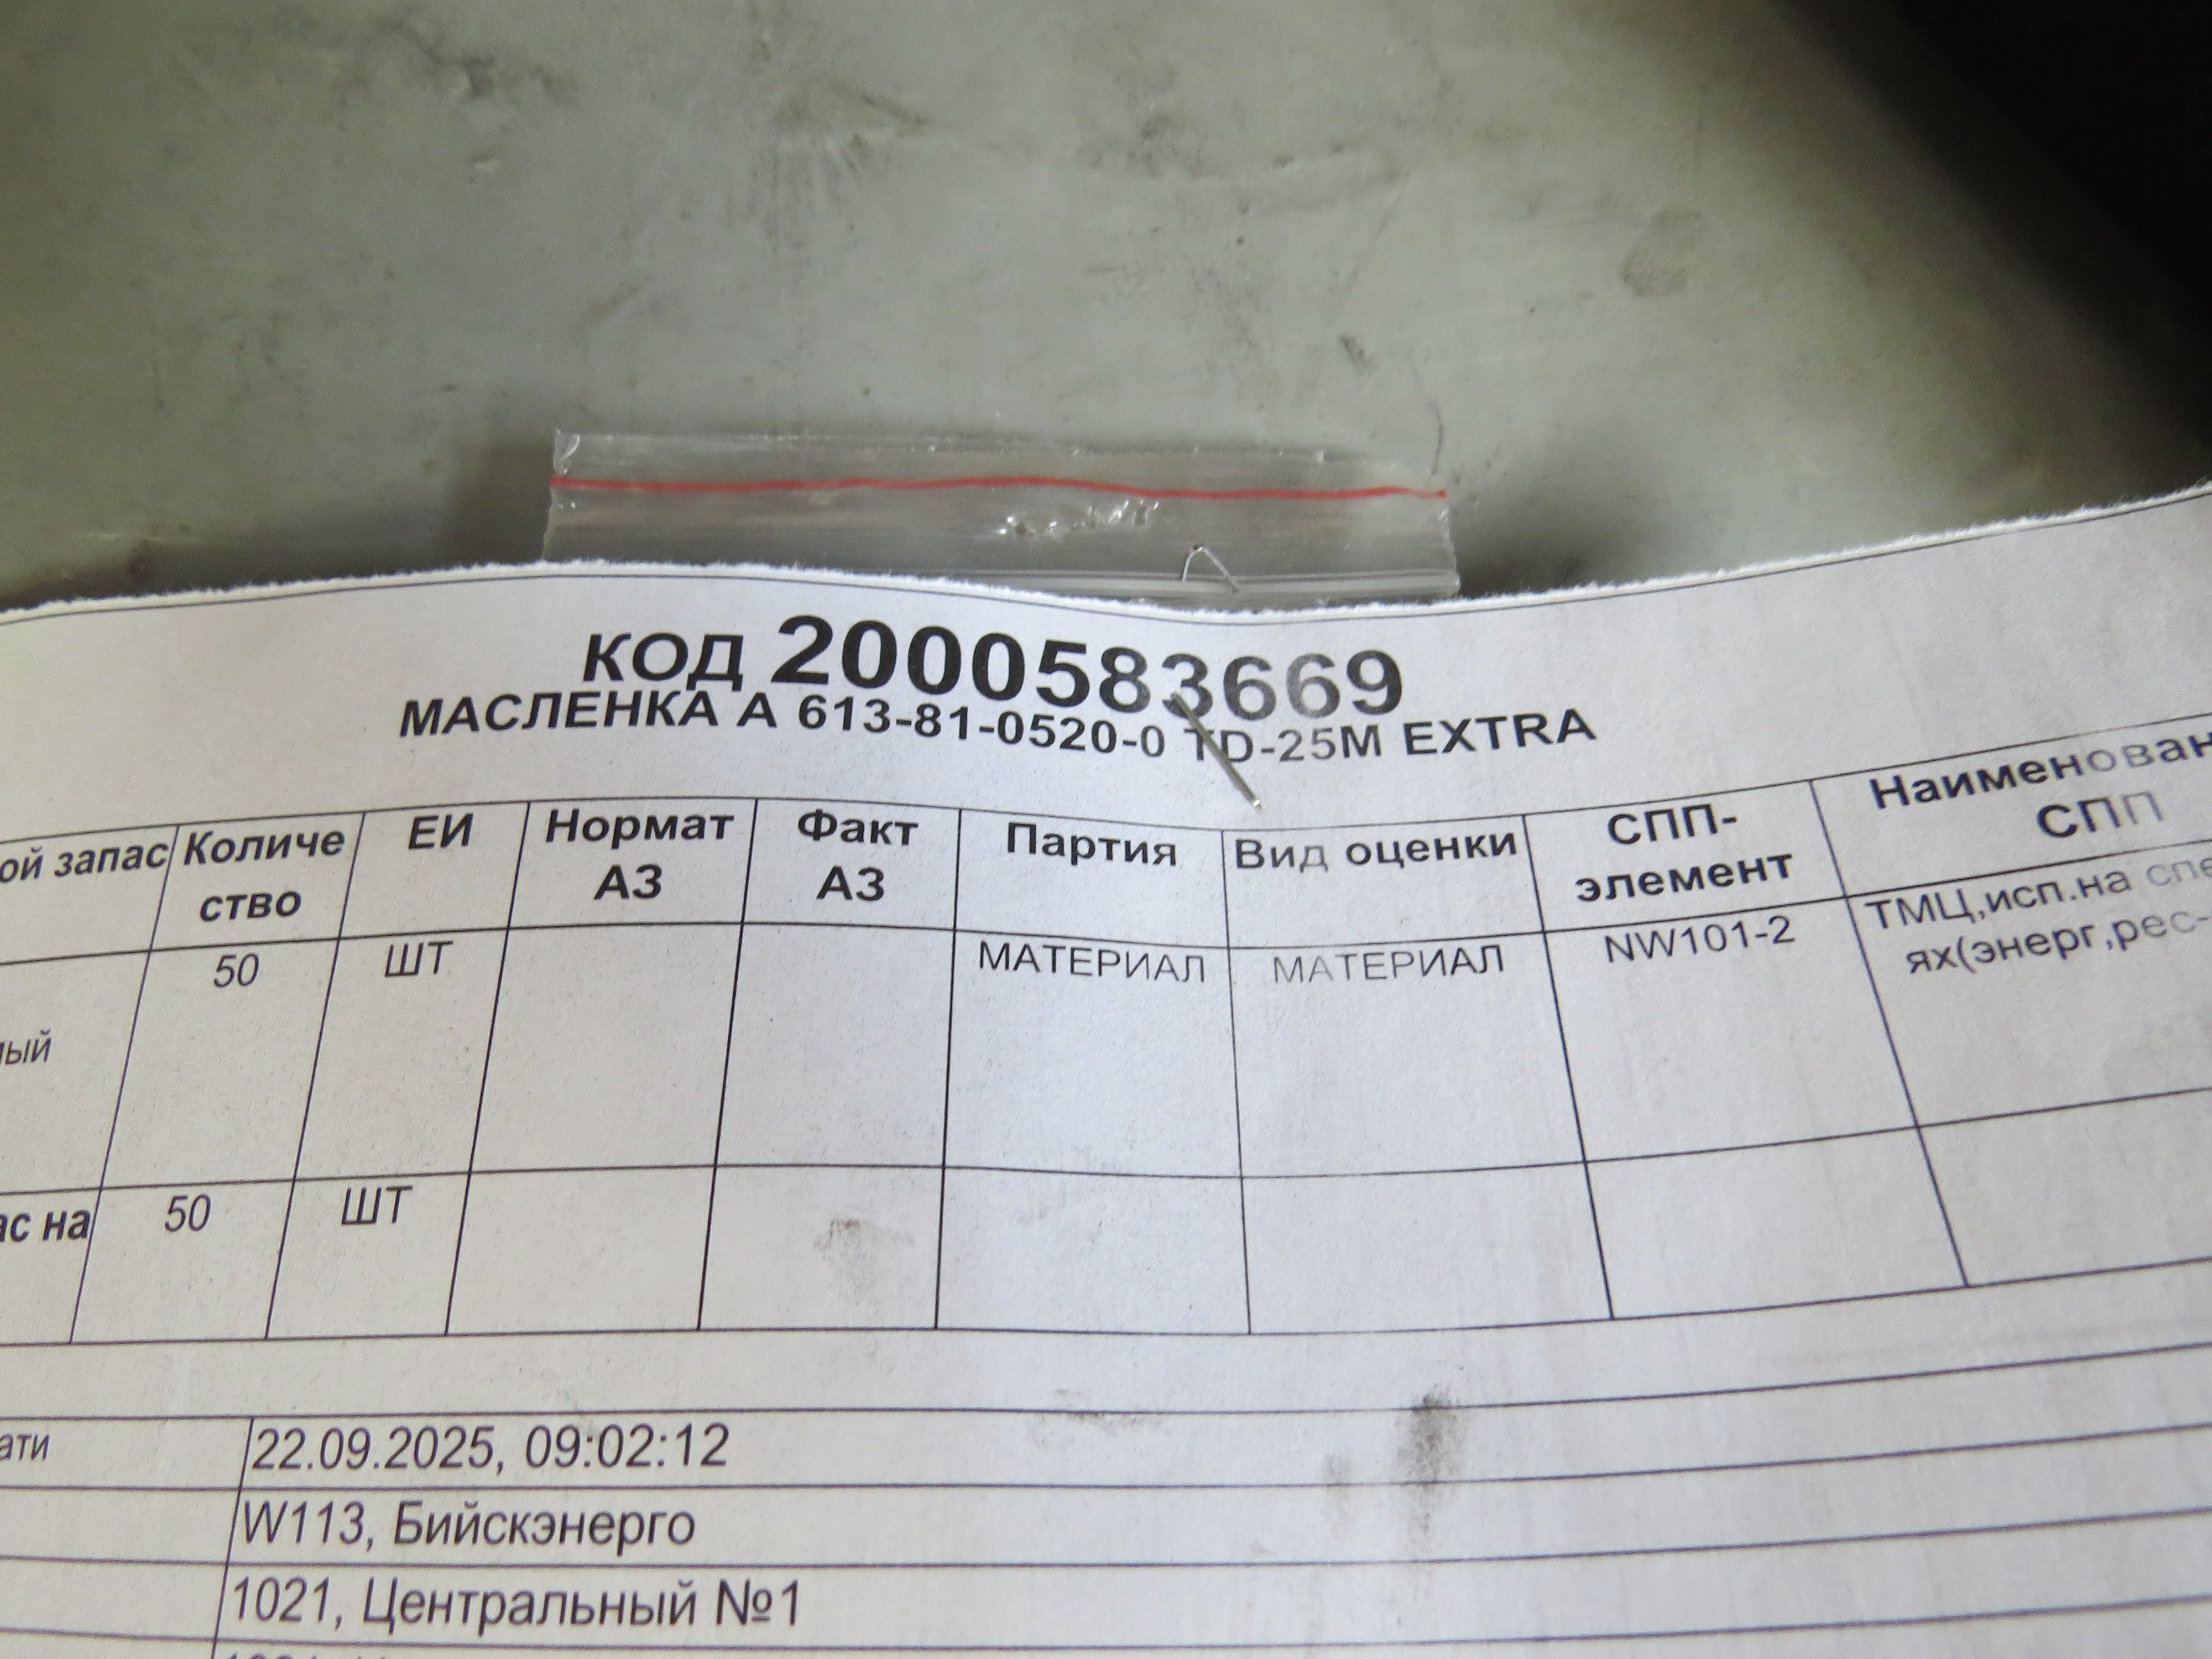 КОД 2000583669
МАСЛЕНКА А 613-81-0520-0 TD-25M EXTRA
ой запас Количе ЕИ Нормат Факт Партия Вид оценки СПП- Наименован
ство АЗ АЗ элемент СПП
50 ШТ МАТЕРИАЛ МАТЕРИАЛ NW101-2 ТМЦ,исп.на спе
ях(энерг,рес-
ый
ас на 50 ШТ
ати 22.09.2025, 09:02:12
W113, Бийскэнерго
1021, Центральный №1